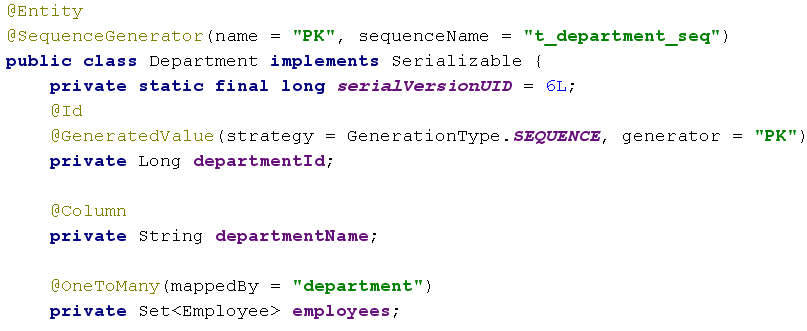 @Entity
@SequenceGenerator(name = "PK", sequenceName = "t_department_seq")
public class Department implements Serializable {
    private static final long serialVersionUID = 6L;
    @Id
    @GeneratedValue(strategy = GenerationType.SEQUENCE, generator = "PK")
    private Long departmentId;

    @Column
    private String departmentName;

    @OneToMany(mappedBy = "department")
    private Set<Employee> employees;